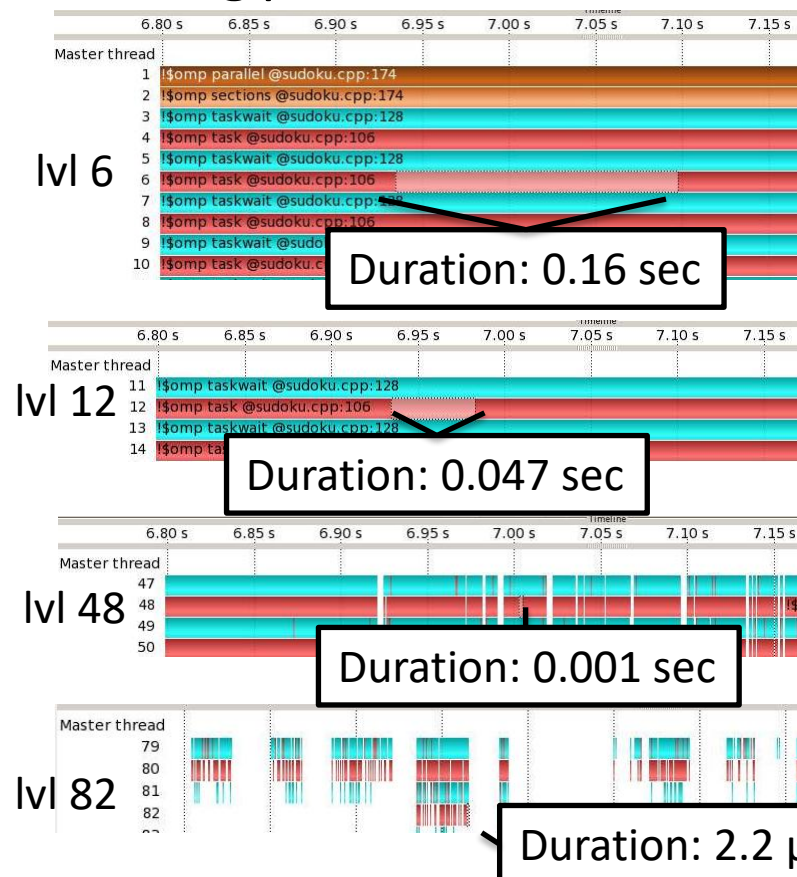 6.80 s 6.85 s 6.90 s 6.95 s 7.00 s 7.05 s 7.10 s 7.15 s
Master thread
1 !$omp parallel @sudoku.cpp:174
2 !$omp sections @sudoku.cpp:174
3 !$omp taskwait @sudoku.cpp:128
4 !$omp task @sudoku.cpp:106
5 !$omp taskwait @sudoku.cpp:128
lvl 6
6 !$omp task @sudoku.cpp:106
7 !$omp taskwait @sudoku.cpp:128
8 !$omp task @sudoku.cpp:106
9 !$omp taskwait @sudo
10 !$omp task @sudoku.c
Duration: 0.16 sec
Timeline
6.80 s 6.85 s 6.90 s 6.95 s 7.00 s 7.05 s 7.10 s 7.15 s
Master thread
11 !$omp taskwait @sudoku.cpp:128
lvl 12
12 !$omp task @sudoku.cpp:106
13 !$omp taskwait @sudoku.cpp:128
14 !$omp tas
Duration: 0.047 sec
Timeline
6.80 s 6.85 s 6.90 s 6.95 s 7.00 s 7.05 s 7.10 s 7.15 s
Master thread
47
lvl 48
48 !$
49
50
Duration: 0.001 sec
Master thread
79
80
81
lvl 82
82
Duration: 2.2 µ